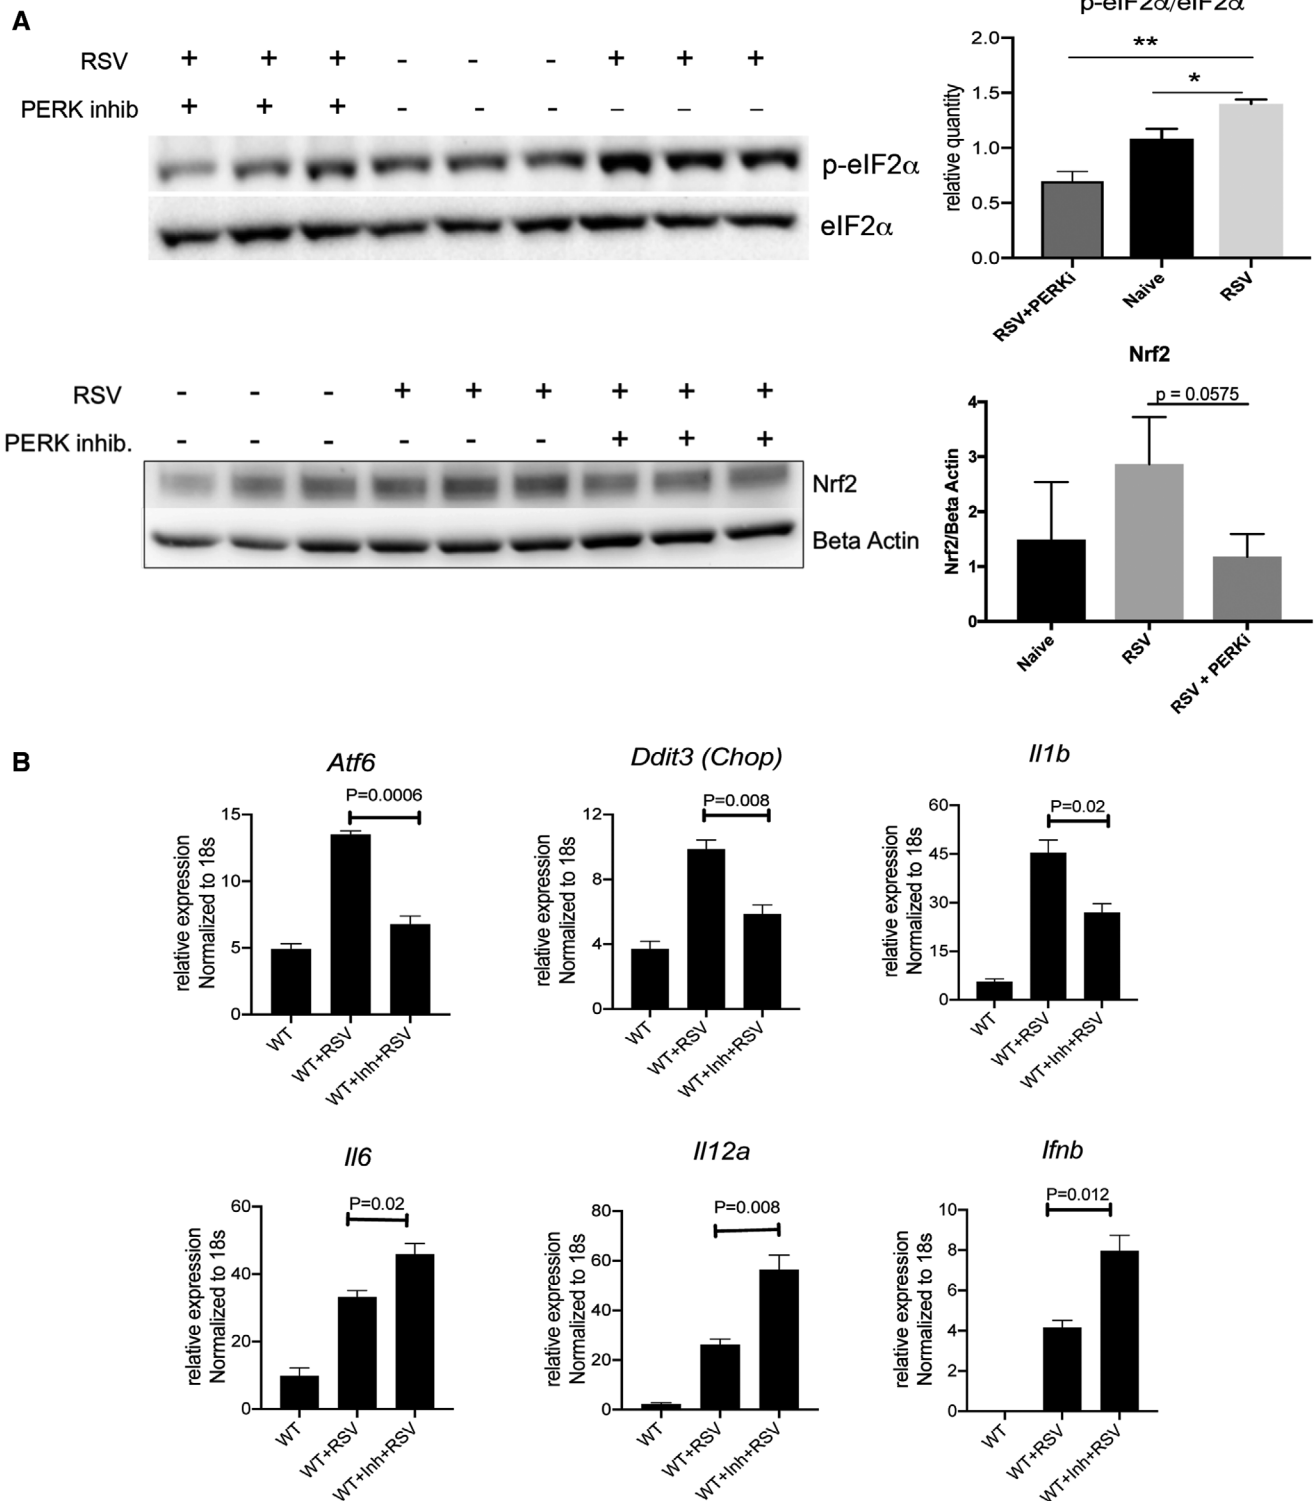 A
p-eIF2α/eIF2α
RSV + + + - - - + + +
PERK inhib + + + - - - – – –
p-eIF2α
eIF2α
2.0
1.5
1.0
0.5
0.0
relative quantity
**
*
RSV+PERKi
Naive
RSV
RSV - - - + + + + + +
PERK inhib. - - - - - - + + +
Nrf2
Beta Actin
Nrf2
p = 0.0575
4
3
2
1
0
Nrf2/Beta Actin
Naive
RSV
RSV + PERKi
B
Atf6
P=0.0006
15
10
5
0
relative expression
Normalized to 18s
WT
WT+RSV
WT+Inh+RSV
Ddit3 (Chop)
P=0.008
12
8
4
0
relative expression
Normalized to 18s
WT
WT+RSV
WT+Inh+RSV
Il1b
P=0.02
60
45
30
15
0
relative expression
Normalized to 18s
WT
WT+RSV
WT+Inh+RSV
Il6
P=0.02
60
40
20
0
relative expression
Normalized to 18s
WT
WT+RSV
WT+Inh+RSV
Il12a
P=0.008
80
60
40
20
0
relative expression
Normalized to 18s
WT
WT+RSV
WT+Inh+RSV
Ifnb
P=0.012
10
8
6
4
2
0
relative expression
Normalized to 18s
WT
WT+RSV
WT+Inh+RSV